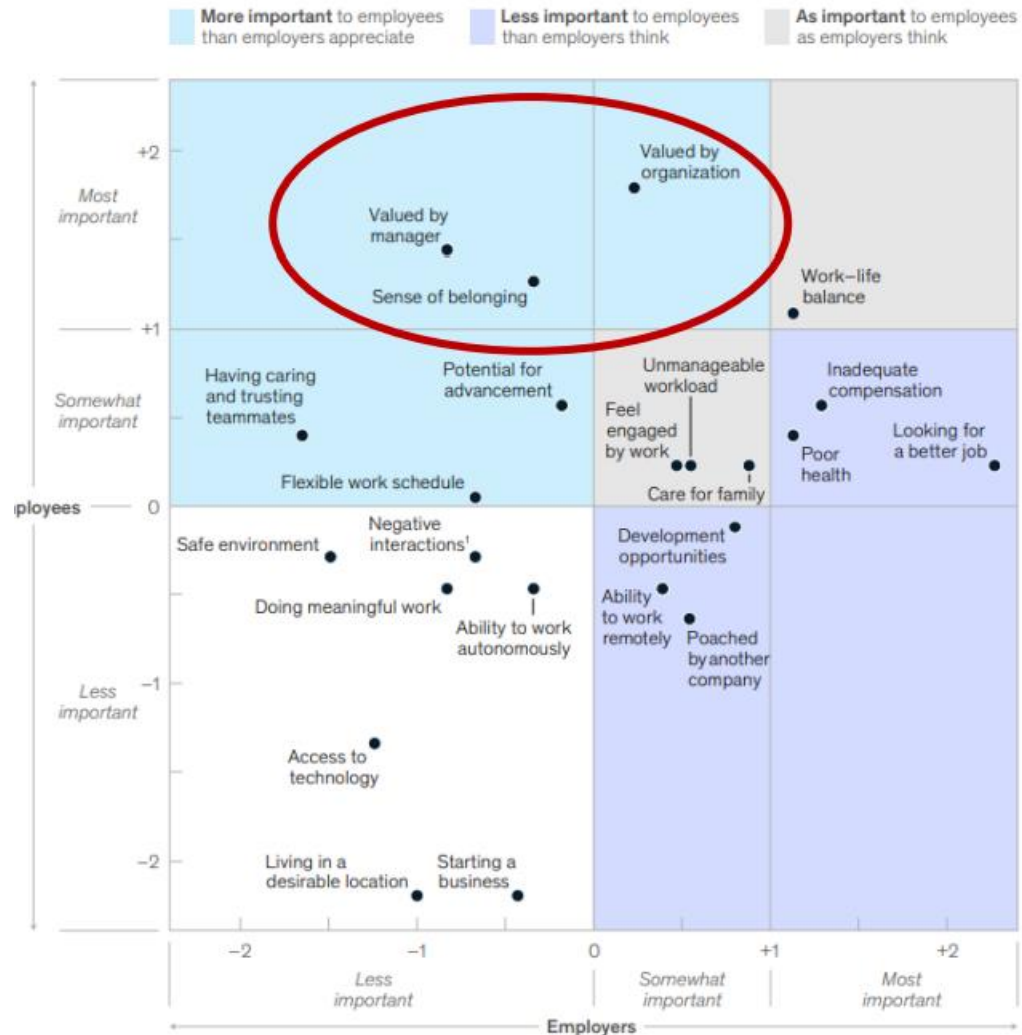 More important to employees
than employers appreciate
Less important to employees
than employers think
As important to employees
as employers think
+2
Most
important
Valued by
organization
Valued by
manager
Sense of belonging
Work–life
balance
+1
Somewhat
important
Having caring
and trusting
teammates
Potential for
advancement
Unmanageable
workload
Feel
engaged
by work
Inadequate
compensation
Poor
health
Looking for
a better job
Flexible work schedule
Care for family
0
ployees
Safe environment
Negative
interactions¹
Doing meaningful work
Ability to work
autonomously
Development
opportunities
Ability
to work
remotely
Poached
by another
company
−1
Less
important
Access to
technology
−2
Living in a
desirable location
Starting a
business
−2
−1
0
+1
+2
Less
important
Somewhat
important
Most
important
Employers